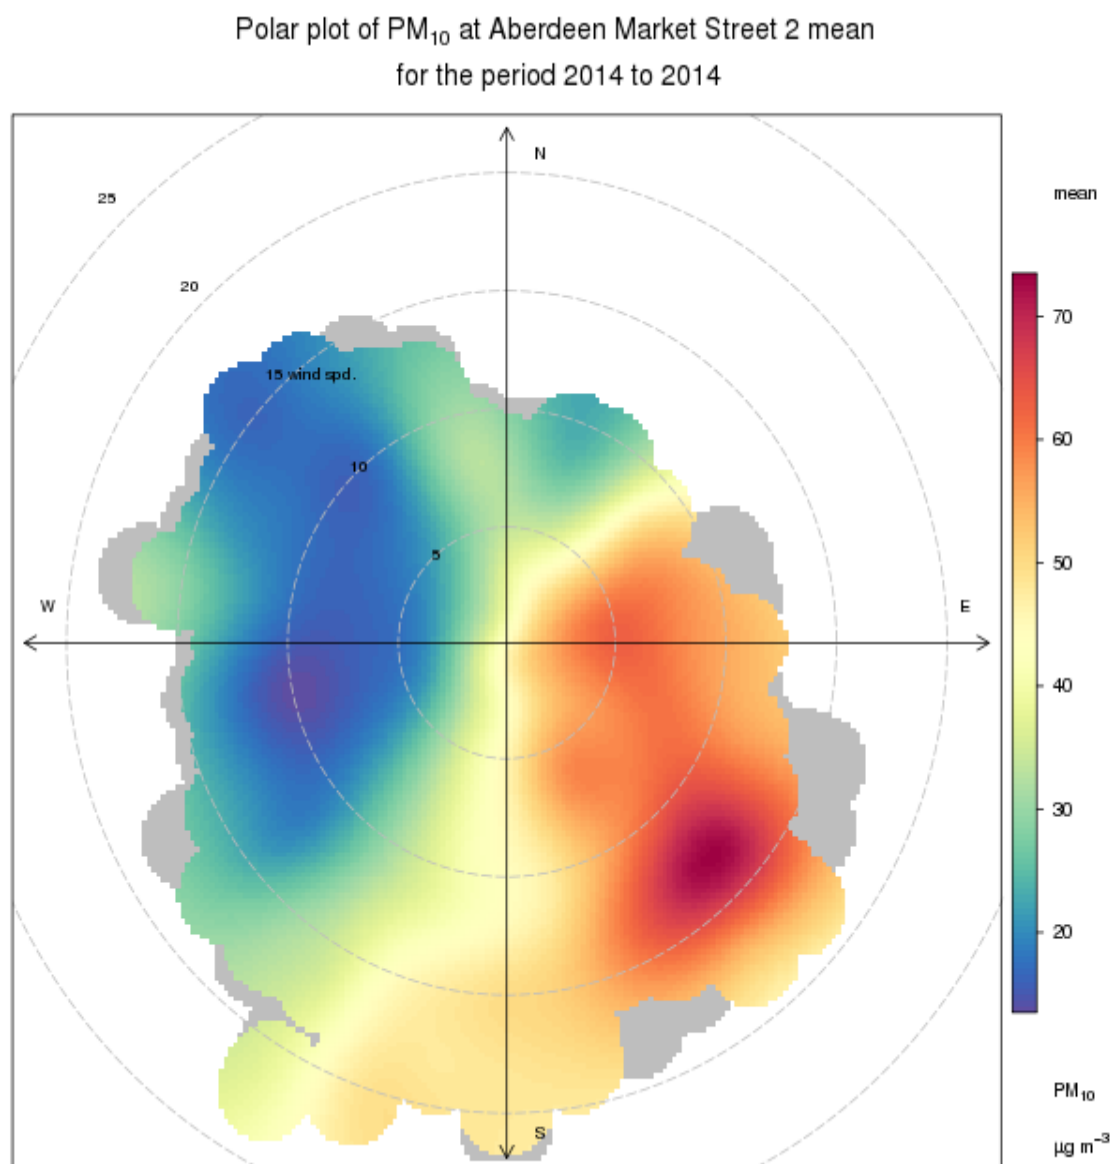 Polar plot of PM₁₀ at Aberdeen Market Street 2 mean
for the period 2014 to 2014
N
25
mean
20
70
15 wind spd.
60
10
5
50
W
E
40
30
20
PM₁₀
S
µg m⁻³